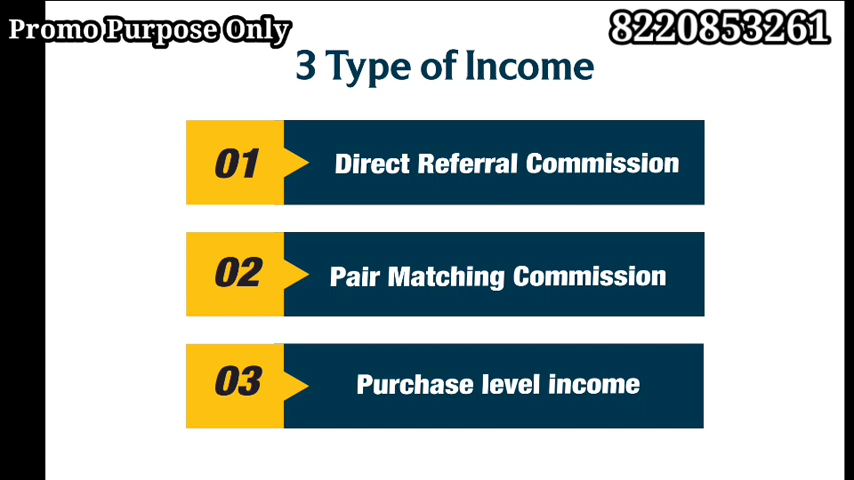 Promo Purpose Only
8220853261
3 Type of Income
01
Direct Referral Commission
02
Pair Matching Commission
03
Purchase level income